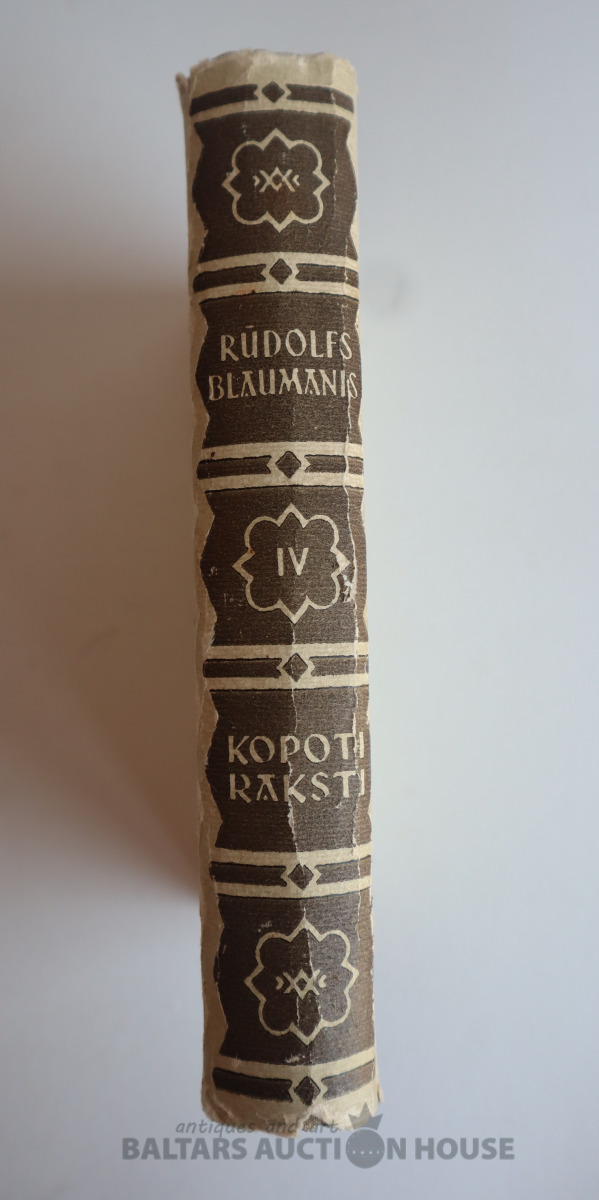 RŪDOLFS
BLAUMANIS
IV
KOPOTI
RAKSTI
antiques and art
BALTARS AUCTION HOUSE